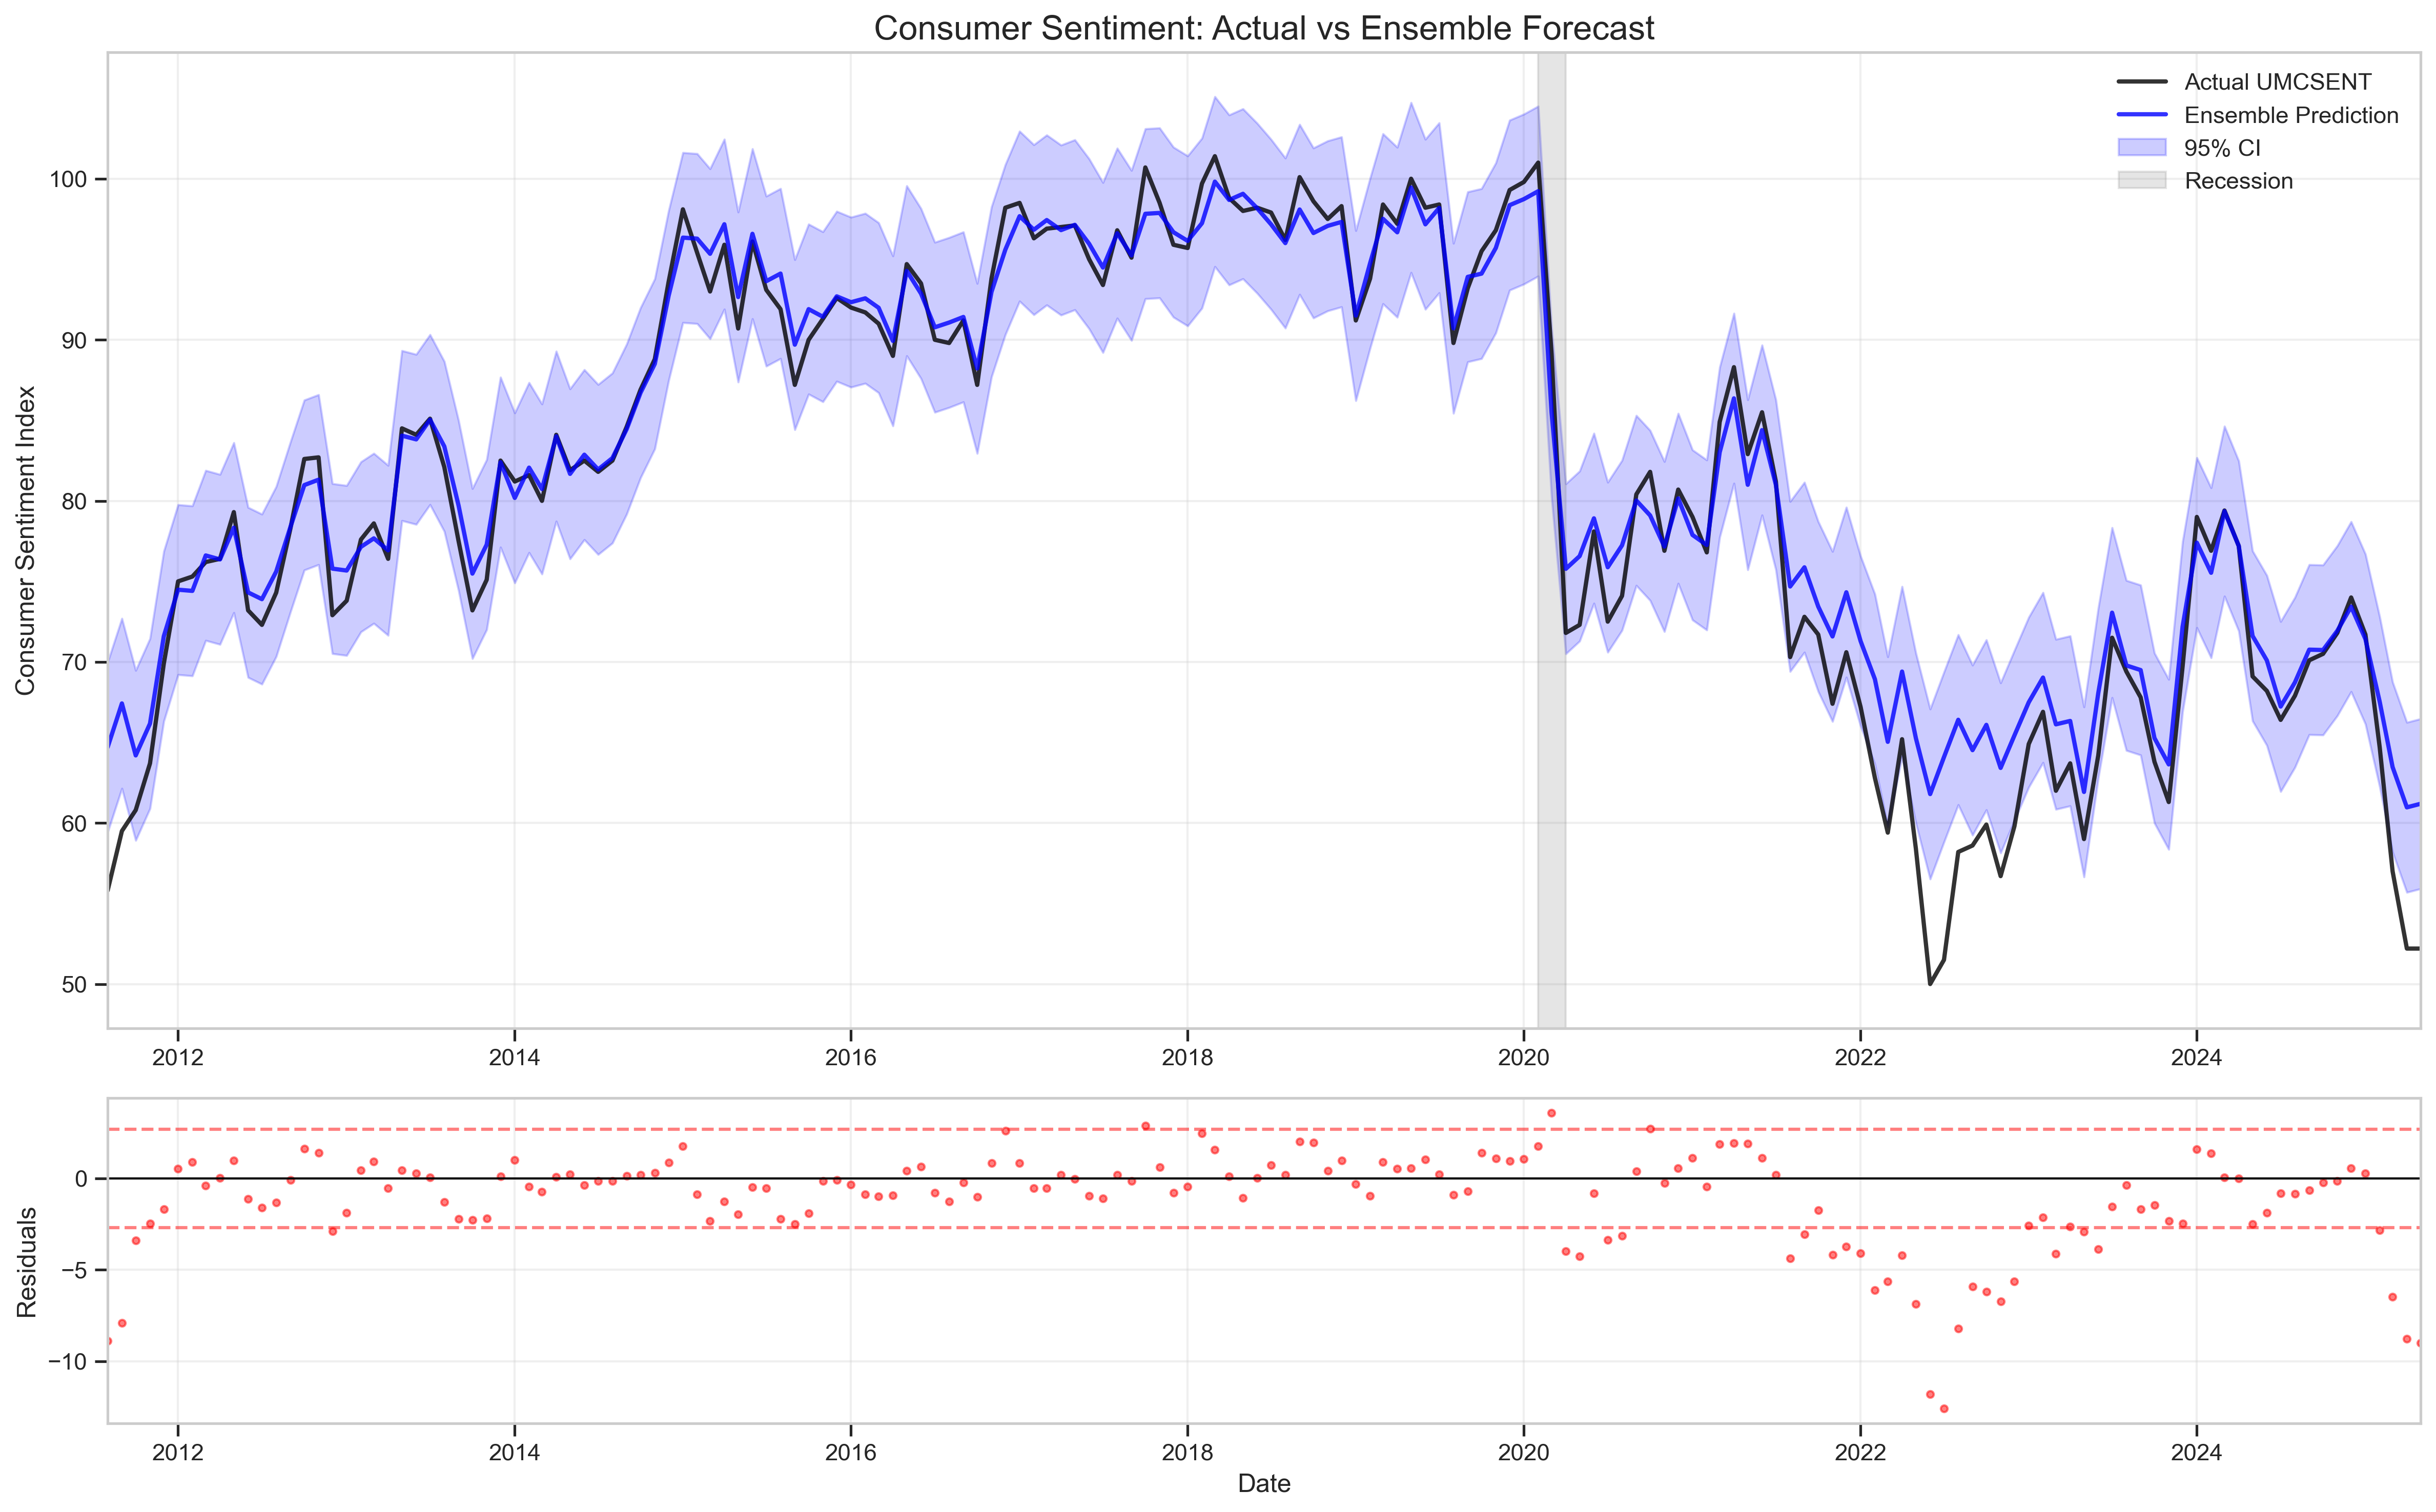 Consumer Sentiment: Actual vs Ensemble Forecast
Actual UMCSENT
Ensemble Prediction
95% CI
Recession
Consumer Sentiment Index
100
90
80
70
60
50
2012 2014 2016 2018 2020 2022 2024
Residuals
0
−5
−10
2012 2014 2016 2018 2020 2022 2024
Date